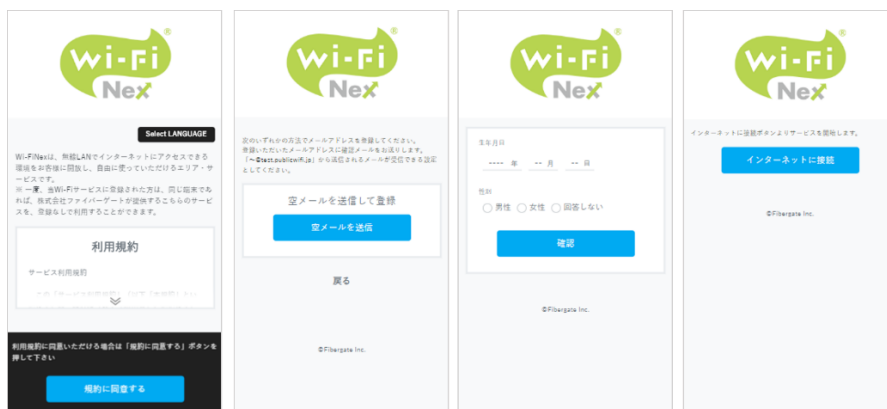 Wi-Fi
Nex
®
Select LANGUAGE
Wi-FiNexは、無線LANでインターネットにアクセスできる
環境をお客様に開放し、自由に使っていただけるエリア・サ
ービスです。
※ 一度、当Wi-Fiサービスに登録された方は、同じ端末であ
れば、株式会社ファイバーゲートが提供するこちらのサービ
スを、登録なしで利用することができます。
利用規約
サービス利用規約
利用規約に同意いただける場合は「規約に同意する」ボタンを
押して下さい
規約に同意する
Wi-Fi
Nex
®
次のいずれかの方法でメールアドレスを登録してください。
登録いただいたメールアドレスに確認メールをお送りします。
「〜@test.publicwifi.jp」から送信されるメールが受信できる設定
としてください。
空メールを送信して登録
空メールを送信
戻る
©Fibergate Inc.
Wi-Fi
Nex
®
生年月日
---- 年 -- 月 -- 日
性別
男性 女性 回答しない
確認
©Fibergate Inc.
Wi-Fi
Nex
®
インターネットに接続ボタンよりサービスを開始します。
インターネットに接続
©Fibergate Inc.